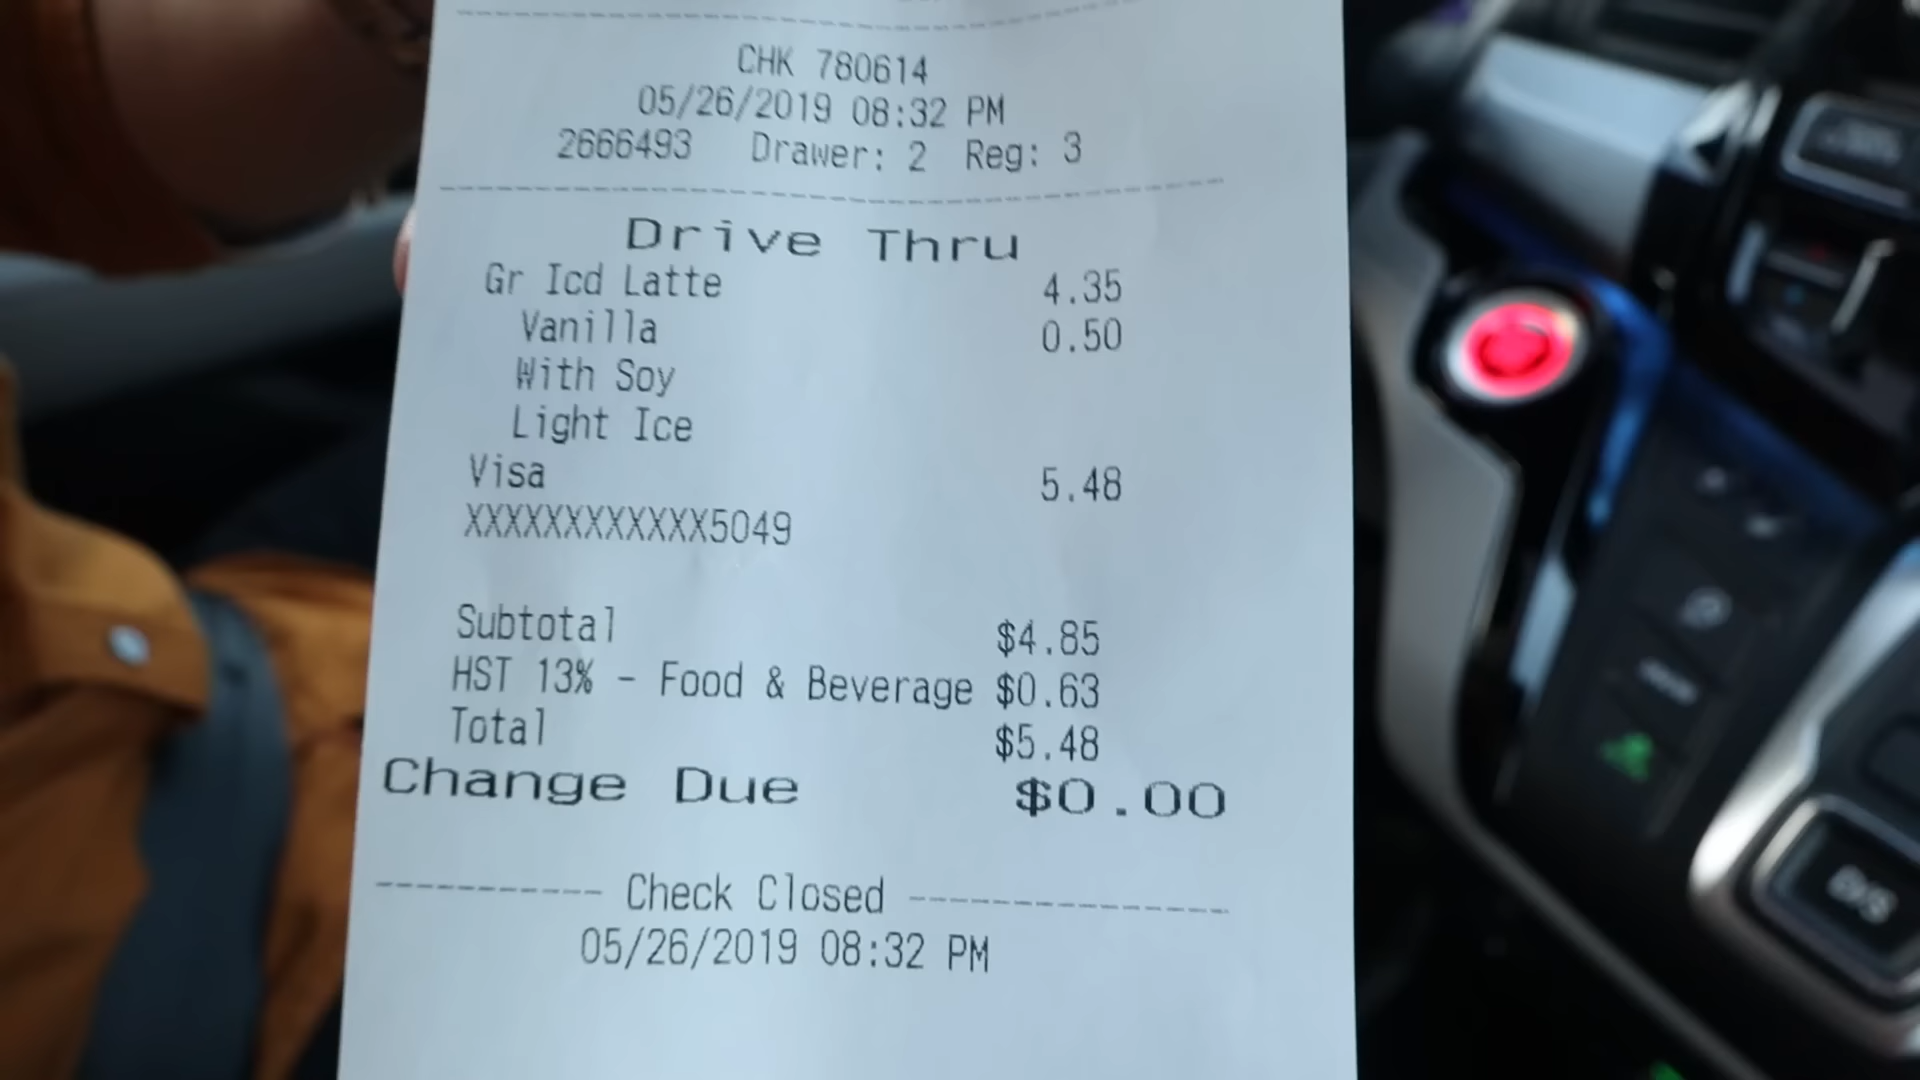 CHK 780614
05/26/2019 08:32 PM
2666493 Drawer: 2 Reg: 3
Drive Thru
Gr Icd Latte 4.35
Vanilla 0.50
With Soy
Light Ice
Visa 5.48
XXXXXXXXXXXX5049
Subtotal $4.85
HST 13% - Food & Beverage $0.63
Total $5.48
Change Due $0.00
----------- Check Closed ----------------
05/26/2019 08:32 PM